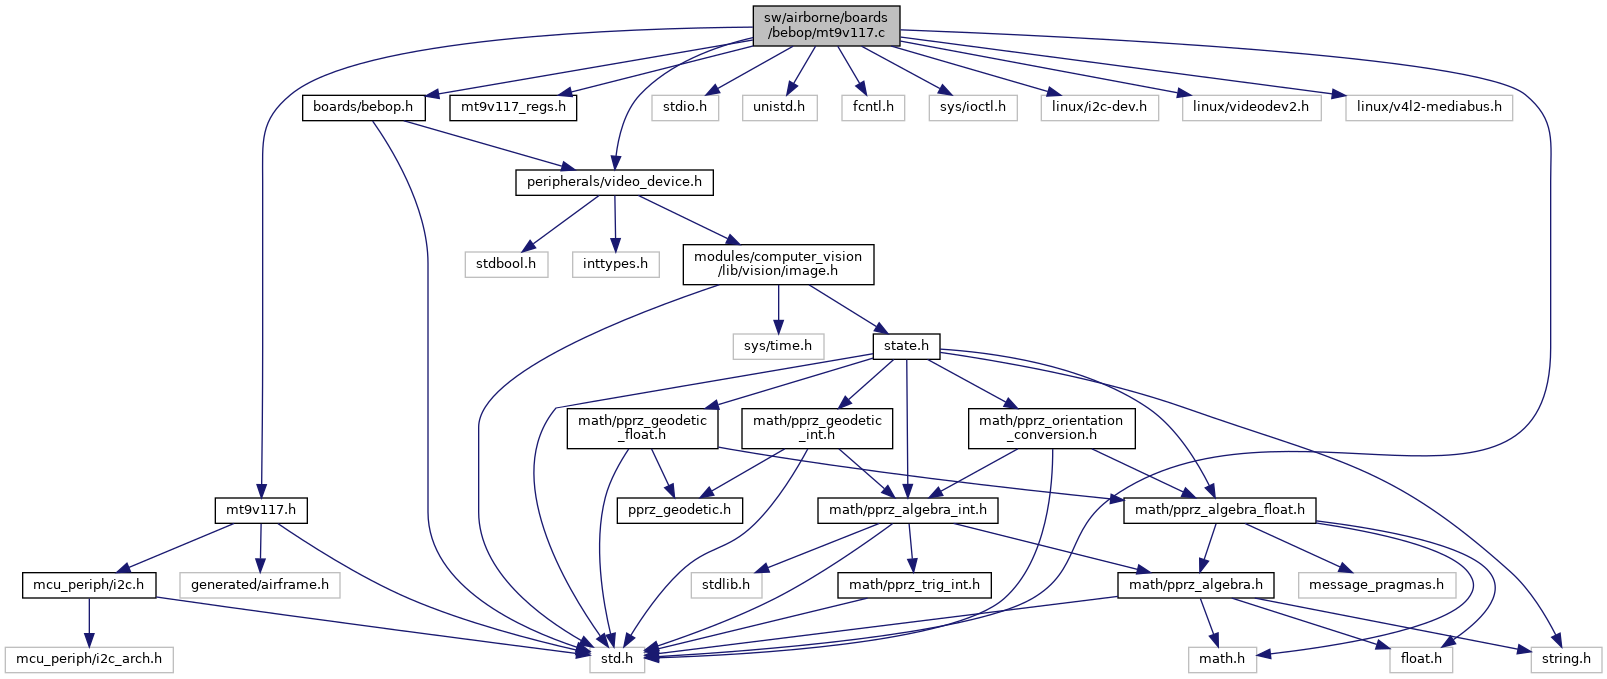 sw/airborne/boards
/bebop/mt9v117.c
boards/bebop.h
mt9v117_regs.h
stdio.h
unistd.h
fcntl.h
sys/ioctl.h
linux/i2c-dev.h
linux/videodev2.h
linux/v4l2-mediabus.h
peripherals/video_device.h
stdbool.h
inttypes.h
modules/computer_vision
/lib/vision/image.h
sys/time.h
state.h
math/pprz_geodetic
_float.h
math/pprz_geodetic
_int.h
math/pprz_orientation
_conversion.h
mt9v117.h
pprz_geodetic.h
math/pprz_algebra_int.h
math/pprz_algebra_float.h
mcu_periph/i2c.h
generated/airframe.h
stdlib.h
math/pprz_trig_int.h
math/pprz_algebra.h
message_pragmas.h
mcu_periph/i2c_arch.h
std.h
math.h
float.h
string.h